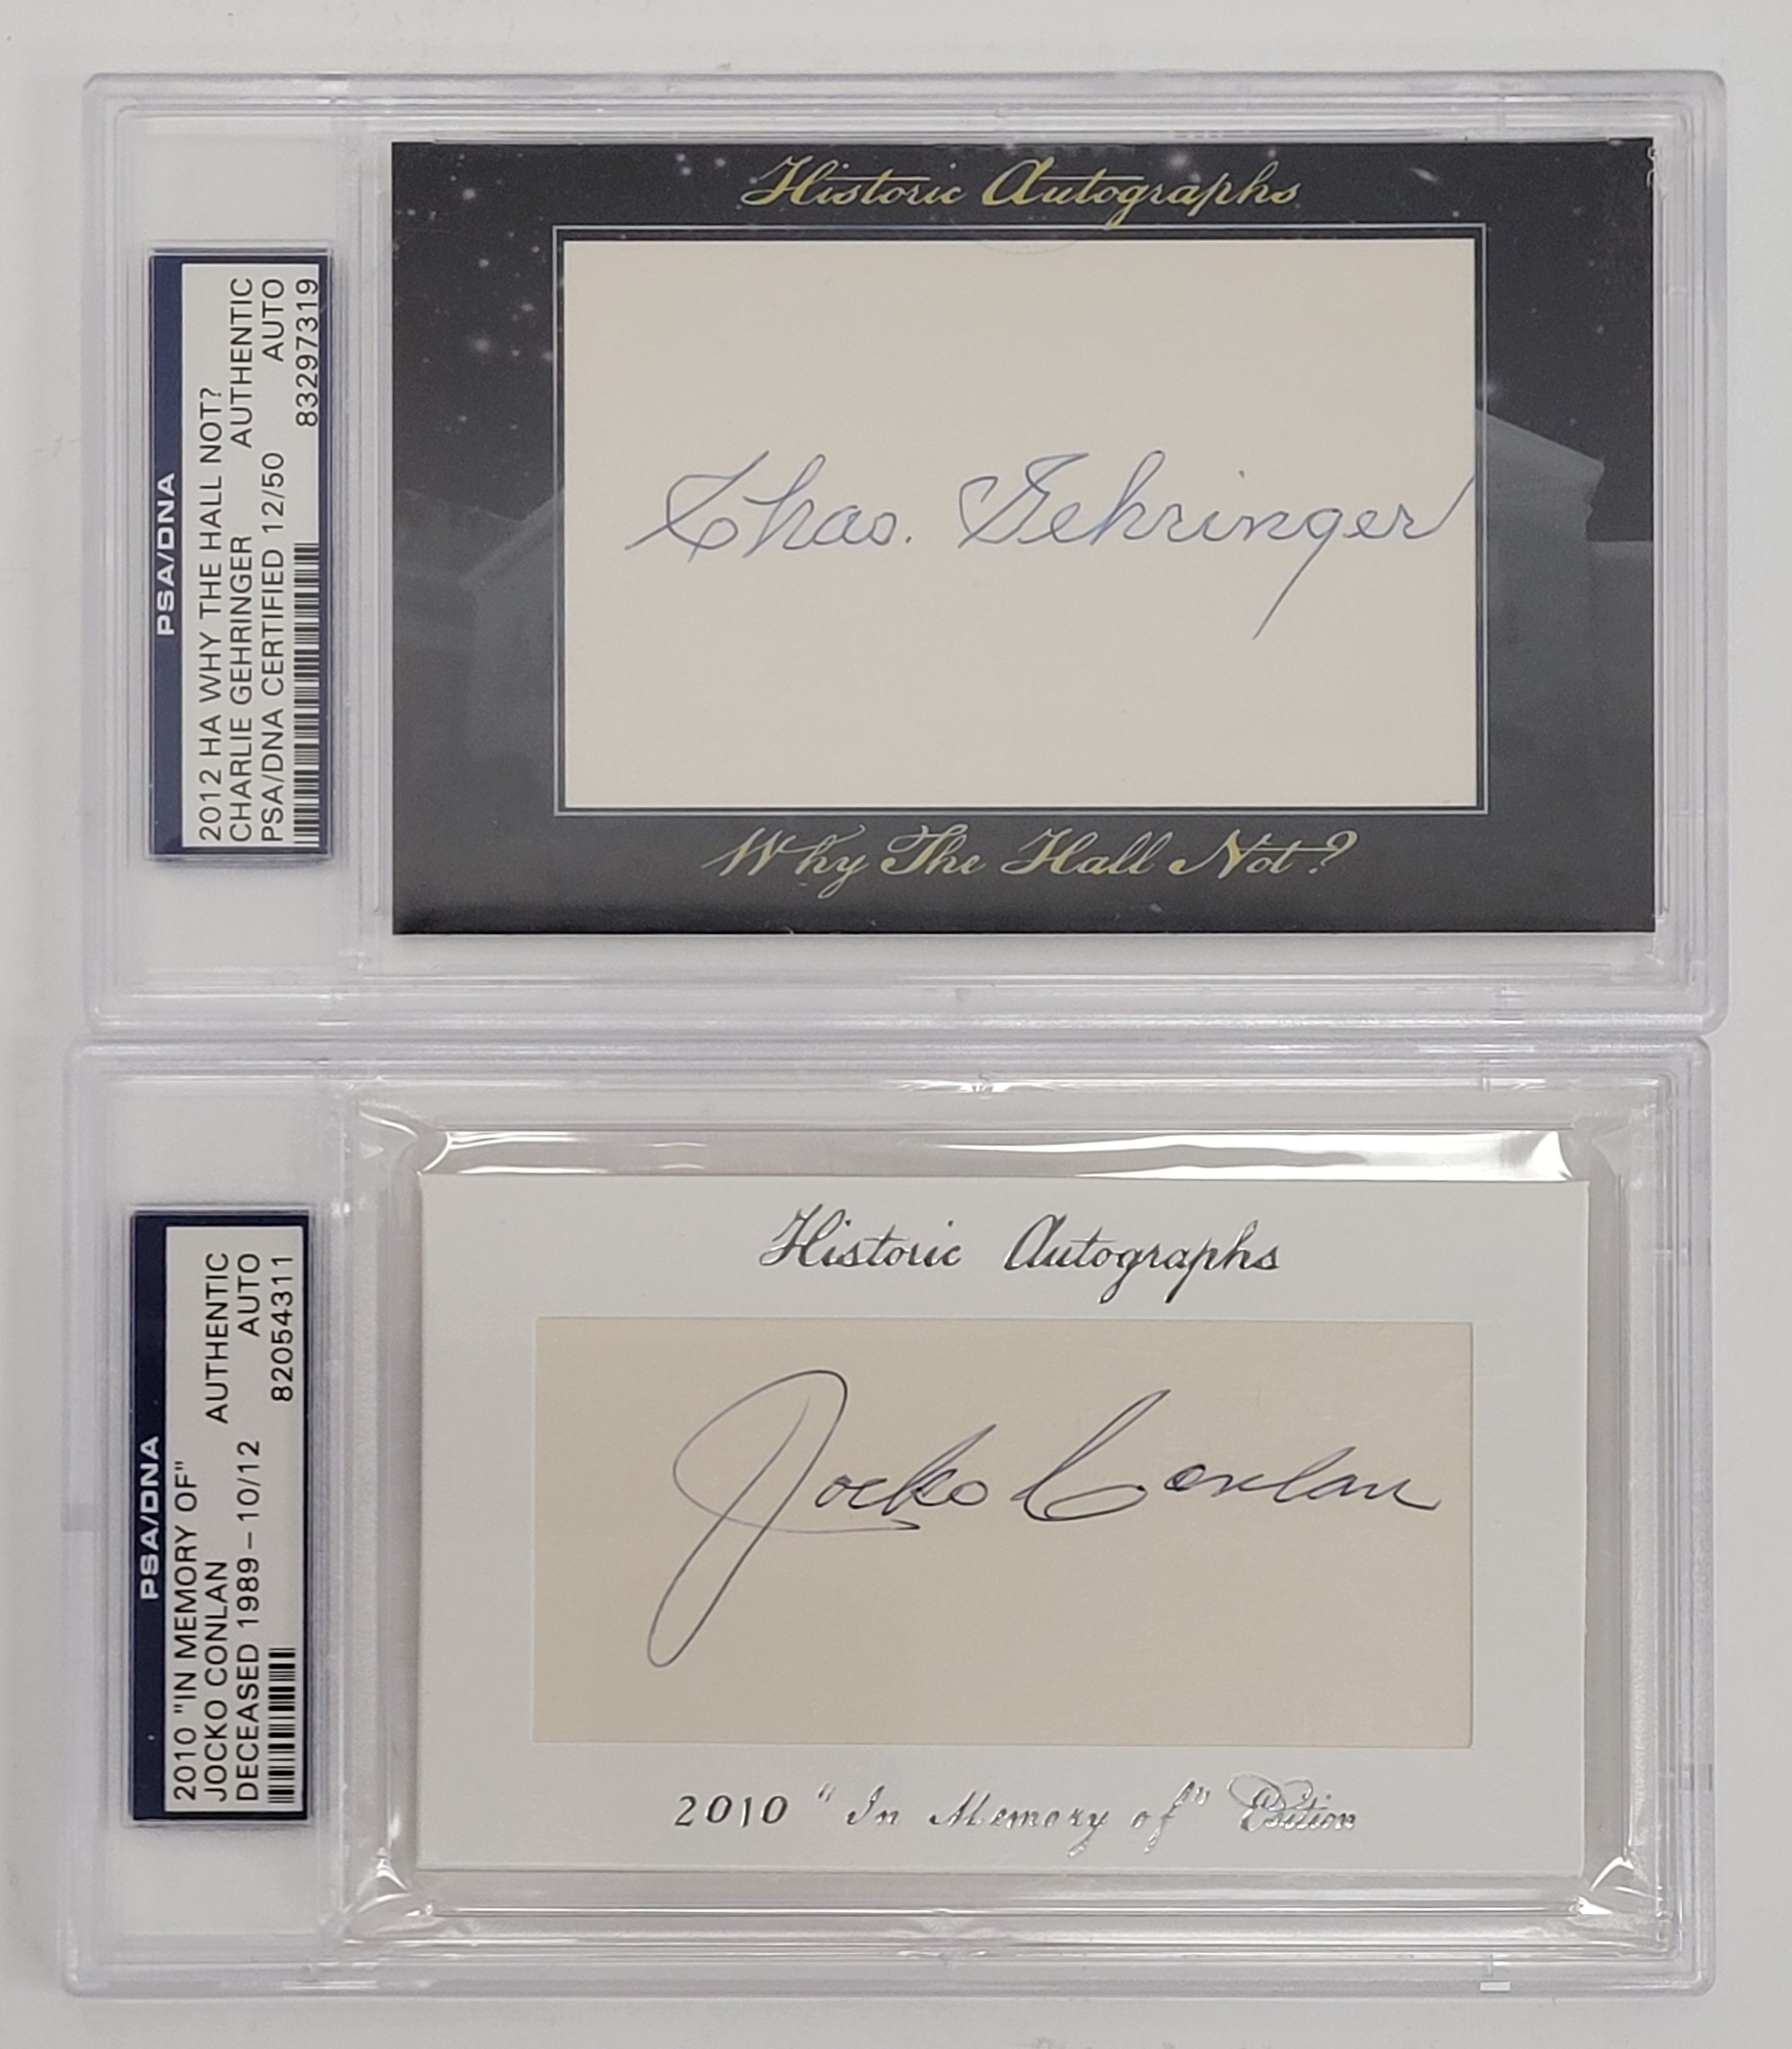 PSA/DNA
2012 HA WHY THE HALL NOT?
CHARLIE GEHRINGER AUTHENTIC
PSA/DNA CERTIFIED 12/50 AUTO
83297319
Historic Autographs
Chas. Gehringer
Why The Hall Not?
PSA/DNA
2010 "IN MEMORY OF"
JOCKO CONLAN AUTHENTIC
DECEASED 1989 – 10/12 AUTO
82054311
Historic Autographs
Jocko Conlan
2010 "In Memory of" Edition